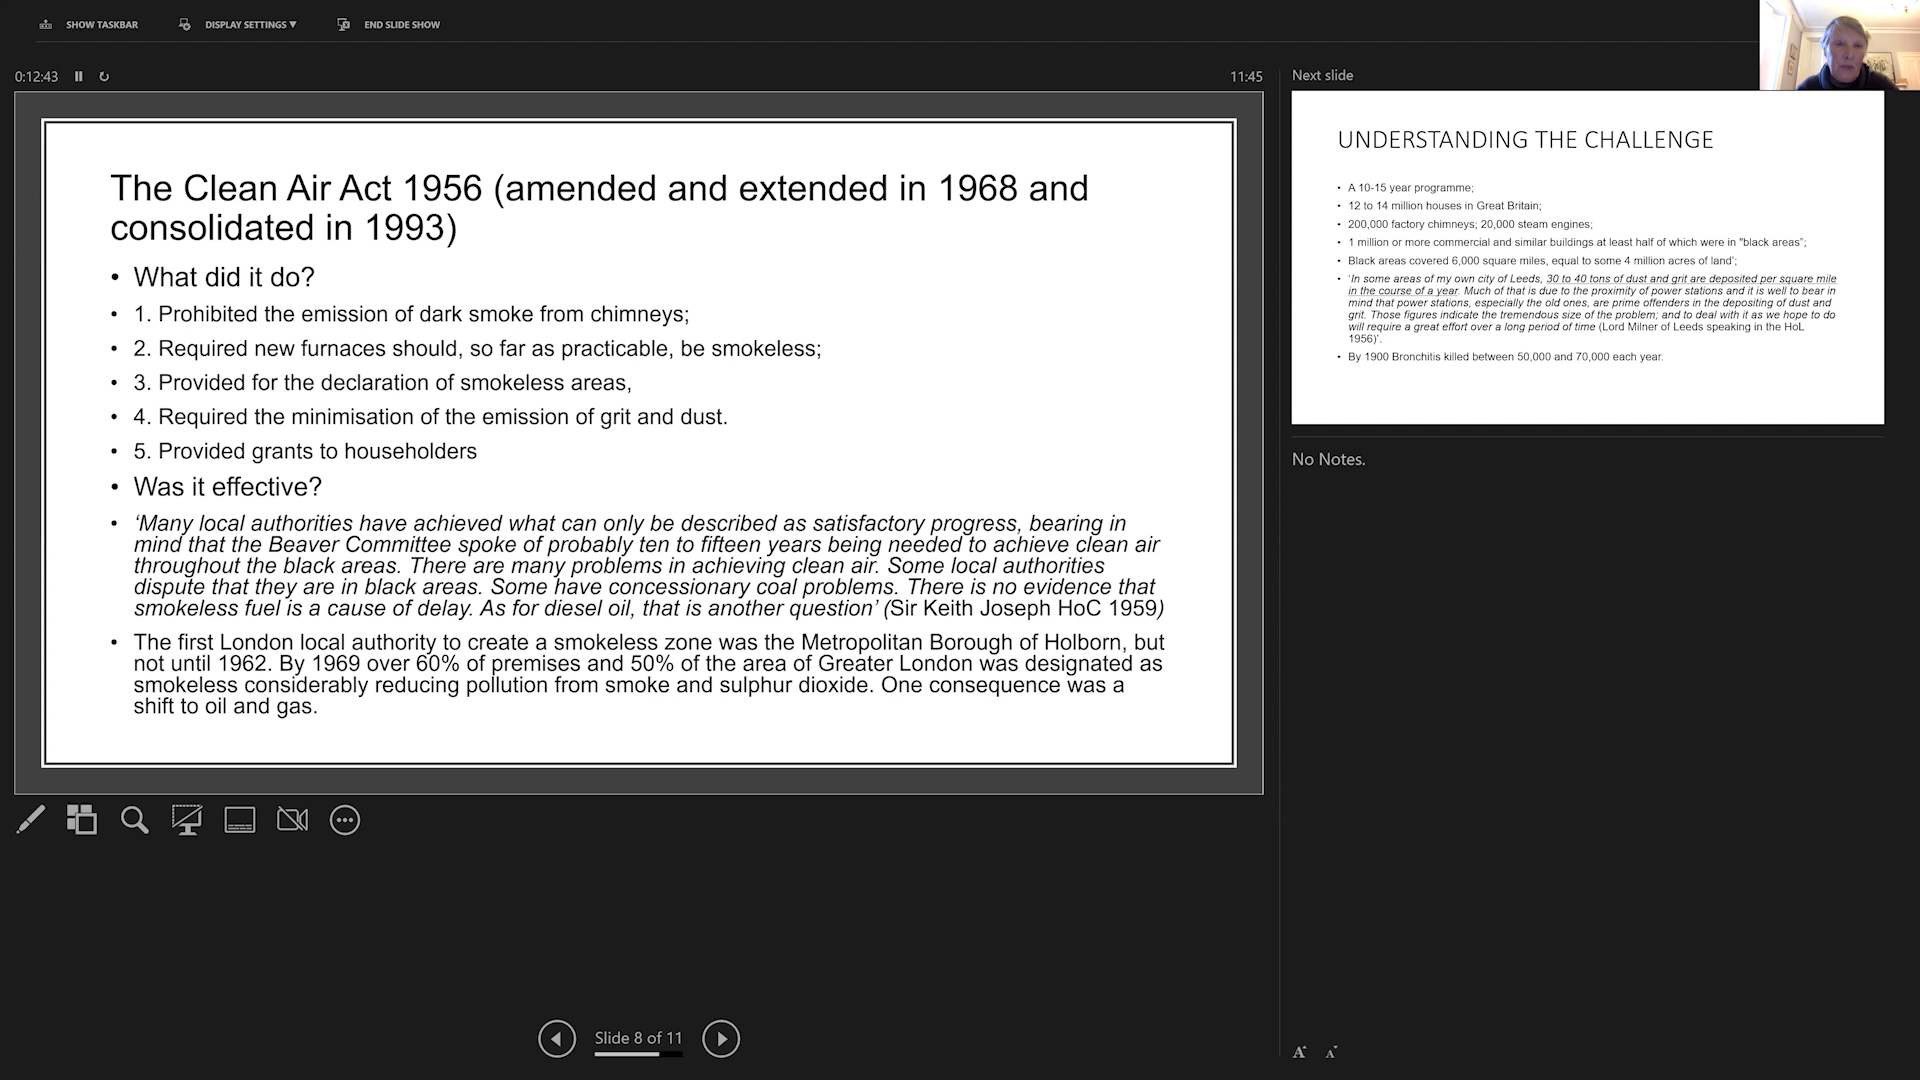 SHOW TASKBAR
DISPLAY SETTINGS ▼
END SLIDE SHOW
0:12:43
11:45
The Clean Air Act 1956 (amended and extended in 1968 and
consolidated in 1993)
• What did it do?
• 1. Prohibited the emission of dark smoke from chimneys;
• 2. Required new furnaces should, so far as practicable, be smokeless;
• 3. Provided for the declaration of smokeless areas,
• 4. Required the minimisation of the emission of grit and dust.
• 5. Provided grants to householders
• Was it effective?
• ‘Many local authorities have achieved what can only be described as satisfactory progress, bearing in
mind that the Beaver Committee spoke of probably ten to fifteen years being needed to achieve clean air
throughout the black areas. There are many problems in achieving clean air. Some local authorities
dispute that they are in black areas. Some have concessionary coal problems. There is no evidence that
smokeless fuel is a cause of delay. As for diesel oil, that is another question’ (Sir Keith Joseph HoC 1959)
• The first London local authority to create a smokeless zone was the Metropolitan Borough of Holborn, but
not until 1962. By 1969 over 60% of premises and 50% of the area of Greater London was designated as
smokeless considerably reducing pollution from smoke and sulphur dioxide. One consequence was a
shift to oil and gas.
Slide 8 of 11
Next slide
UNDERSTANDING THE CHALLENGE
• A 10-15 year programme;
• 12 to 14 million houses in Great Britain;
• 200,000 factory chimneys; 20,000 steam engines;
• 1 million or more commercial and similar buildings at least half of which were in "black areas";
• Black areas covered 6,000 square miles, equal to some 4 million acres of land’;
• ‘In some areas of my own city of Leeds, 30 to 40 tons of dust and grit are deposited per square mile
in the course of a year. Much of that is due to the proximity of power stations and it is well to bear in
mind that power stations, especially the old ones, are prime offenders in the depositing of dust and
grit. Those figures indicate the tremendous size of the problem; and to deal with it as we hope to do
will require a great effort over a long period of time (Lord Milner of Leeds speaking in the HoL
1956)’.
• By 1900 Bronchitis killed between 50,000 and 70,000 each year.
No Notes.
A A